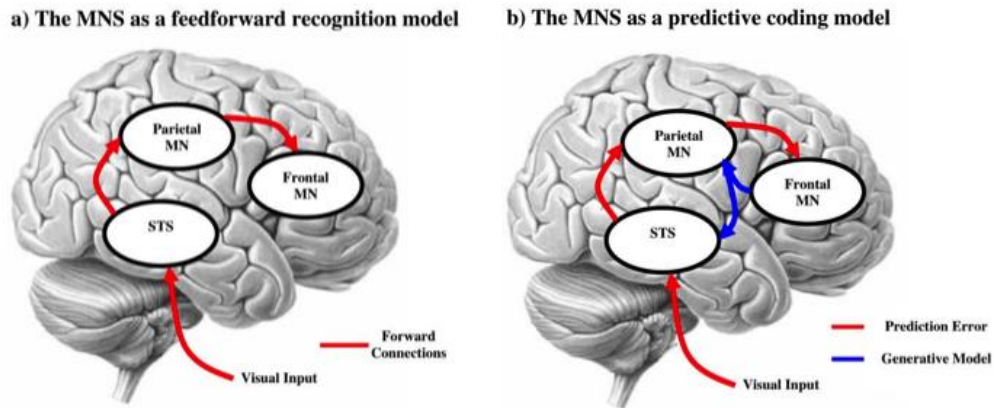 a) The MNS as a feedforward recognition model
Parietal
MN
Frontal
MN
STS
Forward
Connections
Visual Input
b) The MNS as a predictive coding model
Parietal
MN
Frontal
MN
STS
Prediction Error
Generative Model
Visual Input